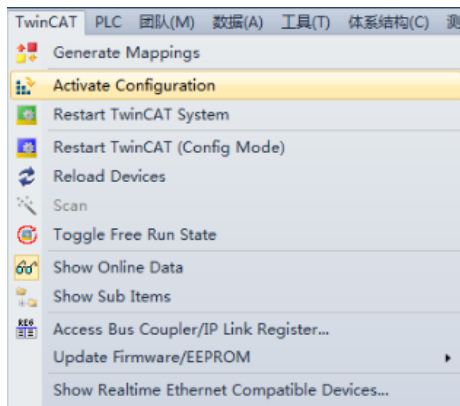 TwinCAT PLC 团队(M) 数据(A) 工具(T) 体系结构(C) 测
Generate Mappings
Activate Configuration
Restart TwinCAT System
Restart TwinCAT (Config Mode)
Reload Devices
Scan
Toggle Free Run State
Show Online Data
Show Sub Items
REG
Access Bus Coupler/IP Link Register...
Update Firmware/EEPROM
Show Realtime Ethernet Compatible Devices...